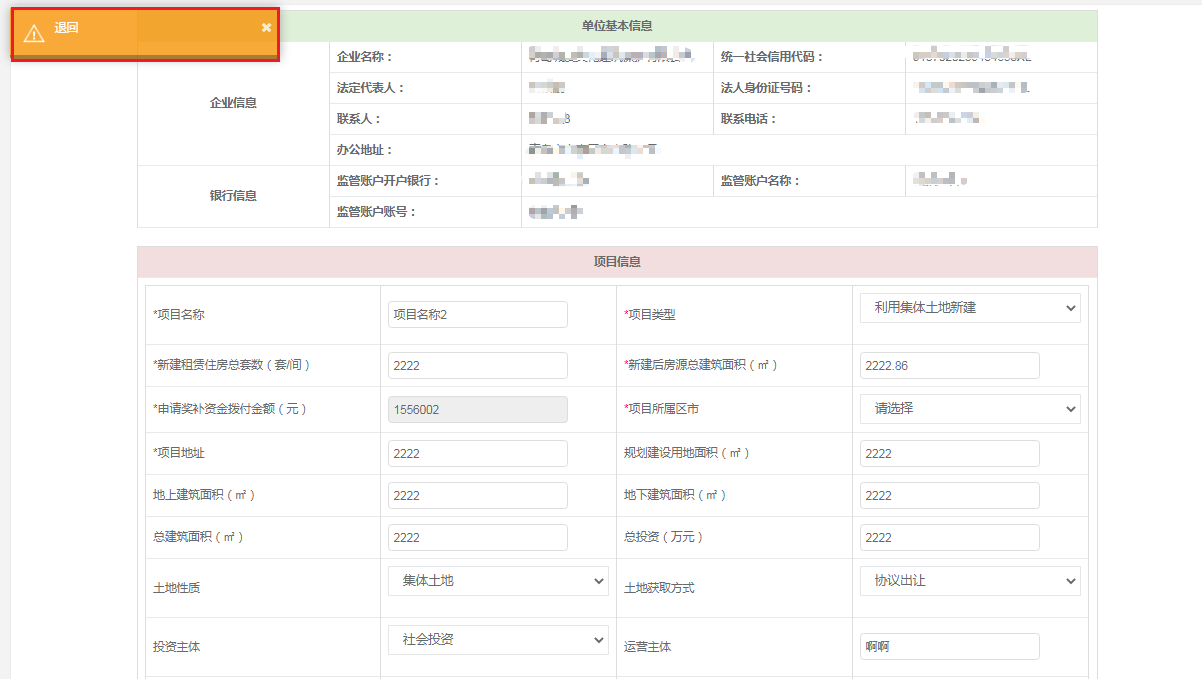 退回
单位基本信息
企业信息
企业名称：
统一社会信用代码：
法定代表人：
法人身份证号码：
联系人：
联系电话：
办公地址：
银行信息
监管账户开户银行：
监管账户名称：
监管账户账号：
项目信息
*项目名称 项目名称2 *项目类型 利用集体土地新建
*新建租赁住房总套数（套/间） 2222 *新建后房源总建筑面积（㎡） 2222.86
*申请奖补资金拨付金额（元） 1556002 *项目所属区市 请选择
*项目地址 2222 规划建设用地面积（㎡） 2222
地上建筑面积（㎡） 2222 地下建筑面积（㎡） 2222
总建筑面积（㎡） 2222 总投资（万元） 2222
土地性质 集体土地 土地获取方式 协议出让
投资主体 社会投资 运营主体 啊啊